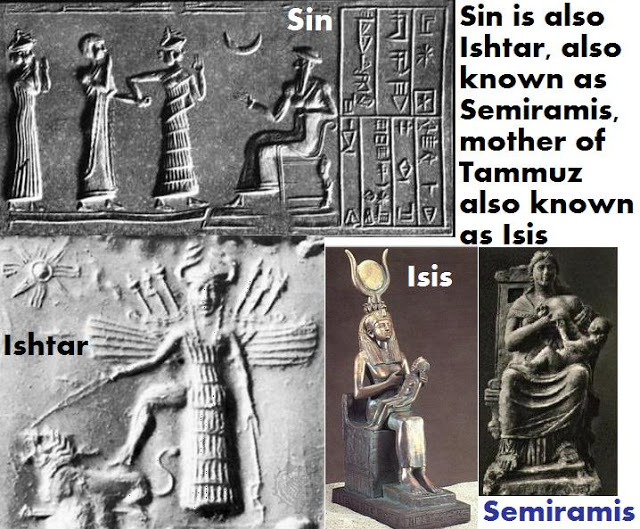 Sin
Sin is also
Ishtar, also
known as
Semiramis,
mother of
Tammuz
also known
as Isis
Ishtar
Isis
Semiramis